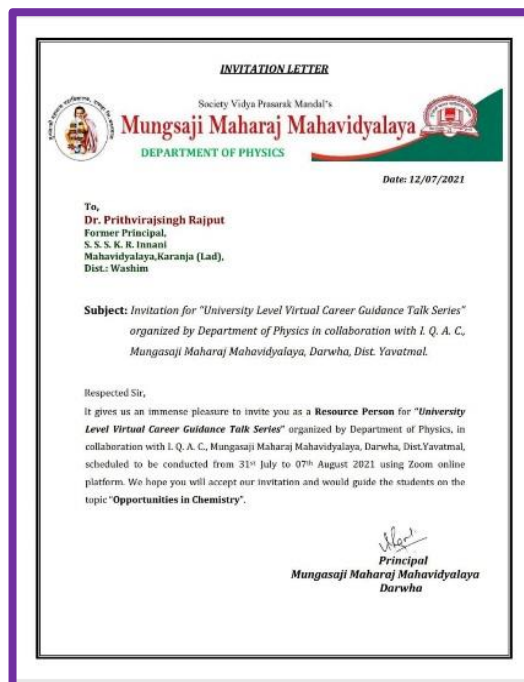 INVITATION LETTER
Society Vidya Prasarak Mandal's
Mungsaji Maharaj Mahavidyalaya
DEPARTMENT OF PHYSICS
Date: 12/07/2021
To,
Dr. Prithvirajsingh Rajput
Former Principal,
S. S. S. K. R. Innani
Mahavidyalaya,Karanja (Lad),
Dist.: Washim
Subject: Invitation for "University Level Virtual Career Guidance Talk Series"
organized by Department of Physics in collaboration with I. Q. A. C.,
Mungasaji Maharaj Mahavidyalaya, Darwha, Dist. Yavatmal.
Respected Sir,
It gives us an immense pleasure to invite you as a Resource Person for "University
Level Virtual Career Guidance Talk Series" organized by Department of Physics, in
collaboration with I. Q. A. C., Mungasaji Maharaj Mahavidyalaya, Darwha, Dist.Yavatmal,
scheduled to be conducted from 31st July to 07th August 2021 using Zoom online
platform. We hope you will accept our invitation and would guide the students on the
topic "Opportunities in Chemistry".
Principal
Mungasaji Maharaj Mahavidyalaya
Darwha